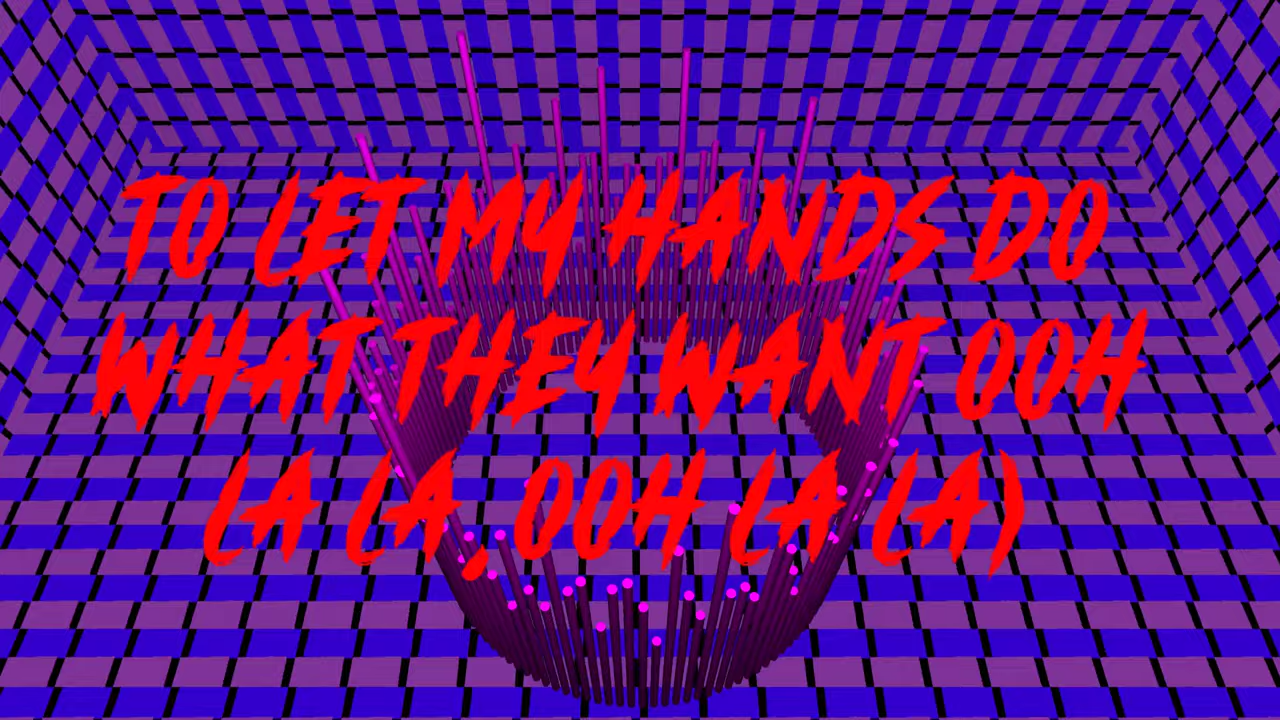 TO LET MY HANDS DO
WHAT THEY WANT OOH
LA LA, OOH LA LA)